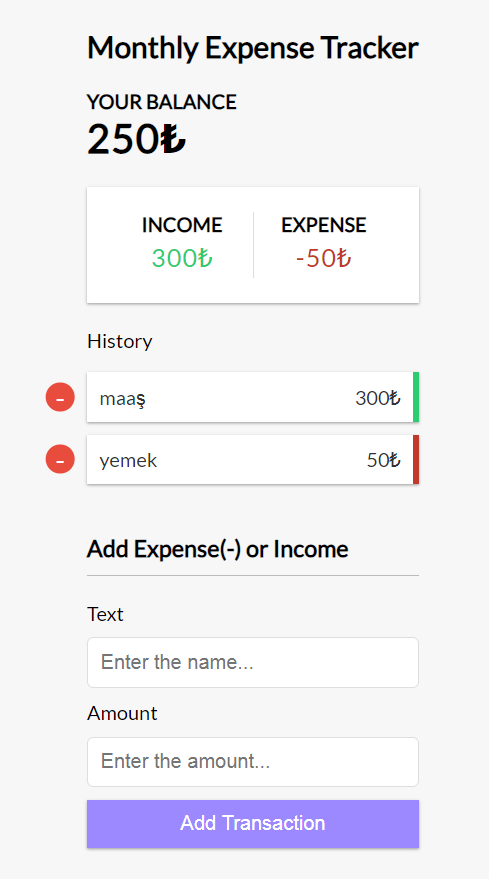 Monthly Expense Tracker
YOUR BALANCE
250₺
INCOME EXPENSE
300₺ -50₺
History
- maaş 300₺
- yemek 50₺
Add Expense(-) or Income
Text
Enter the name...
Amount
Enter the amount...
Add Transaction